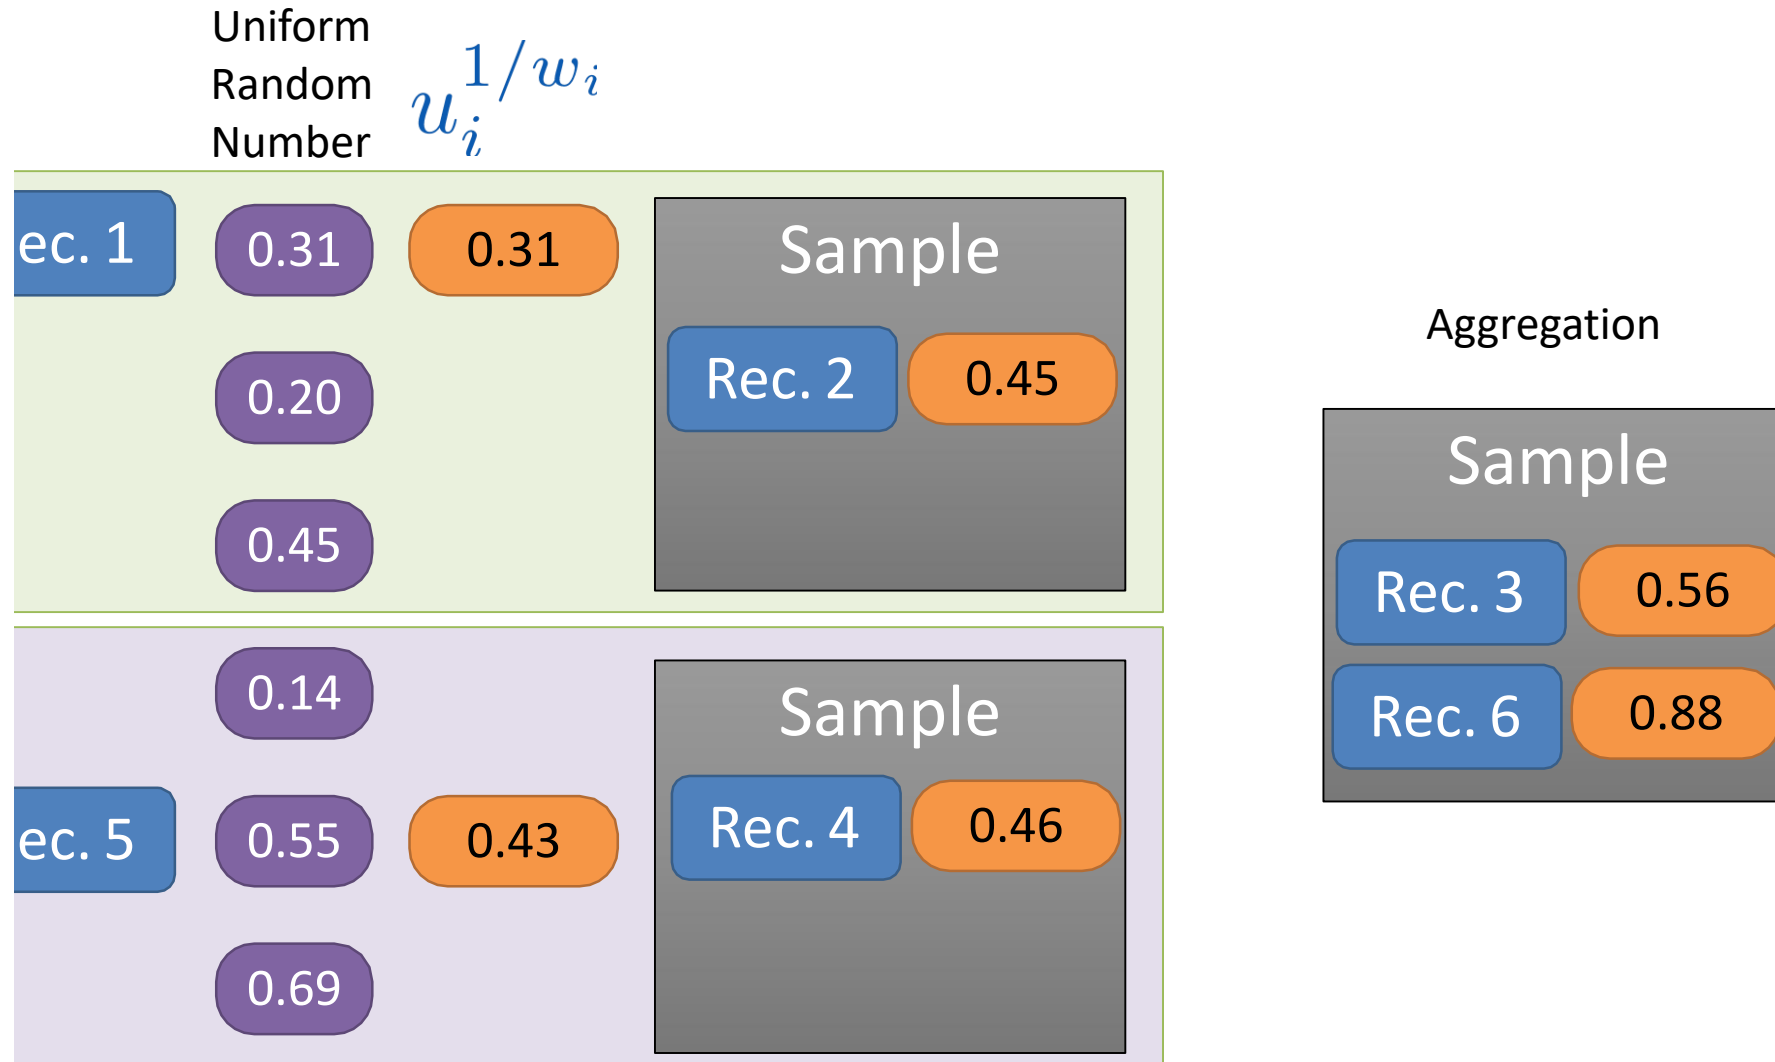 Uniform
Random
Number
u_i^{1/w_i}
ec. 1
0.31
0.31
Sample
Rec. 2
0.45
0.20
0.45
0.14
Sample
Rec. 4
0.46
ec. 5
0.55
0.43
0.69
Aggregation
Sample
Rec. 3
0.56
Rec. 6
0.88